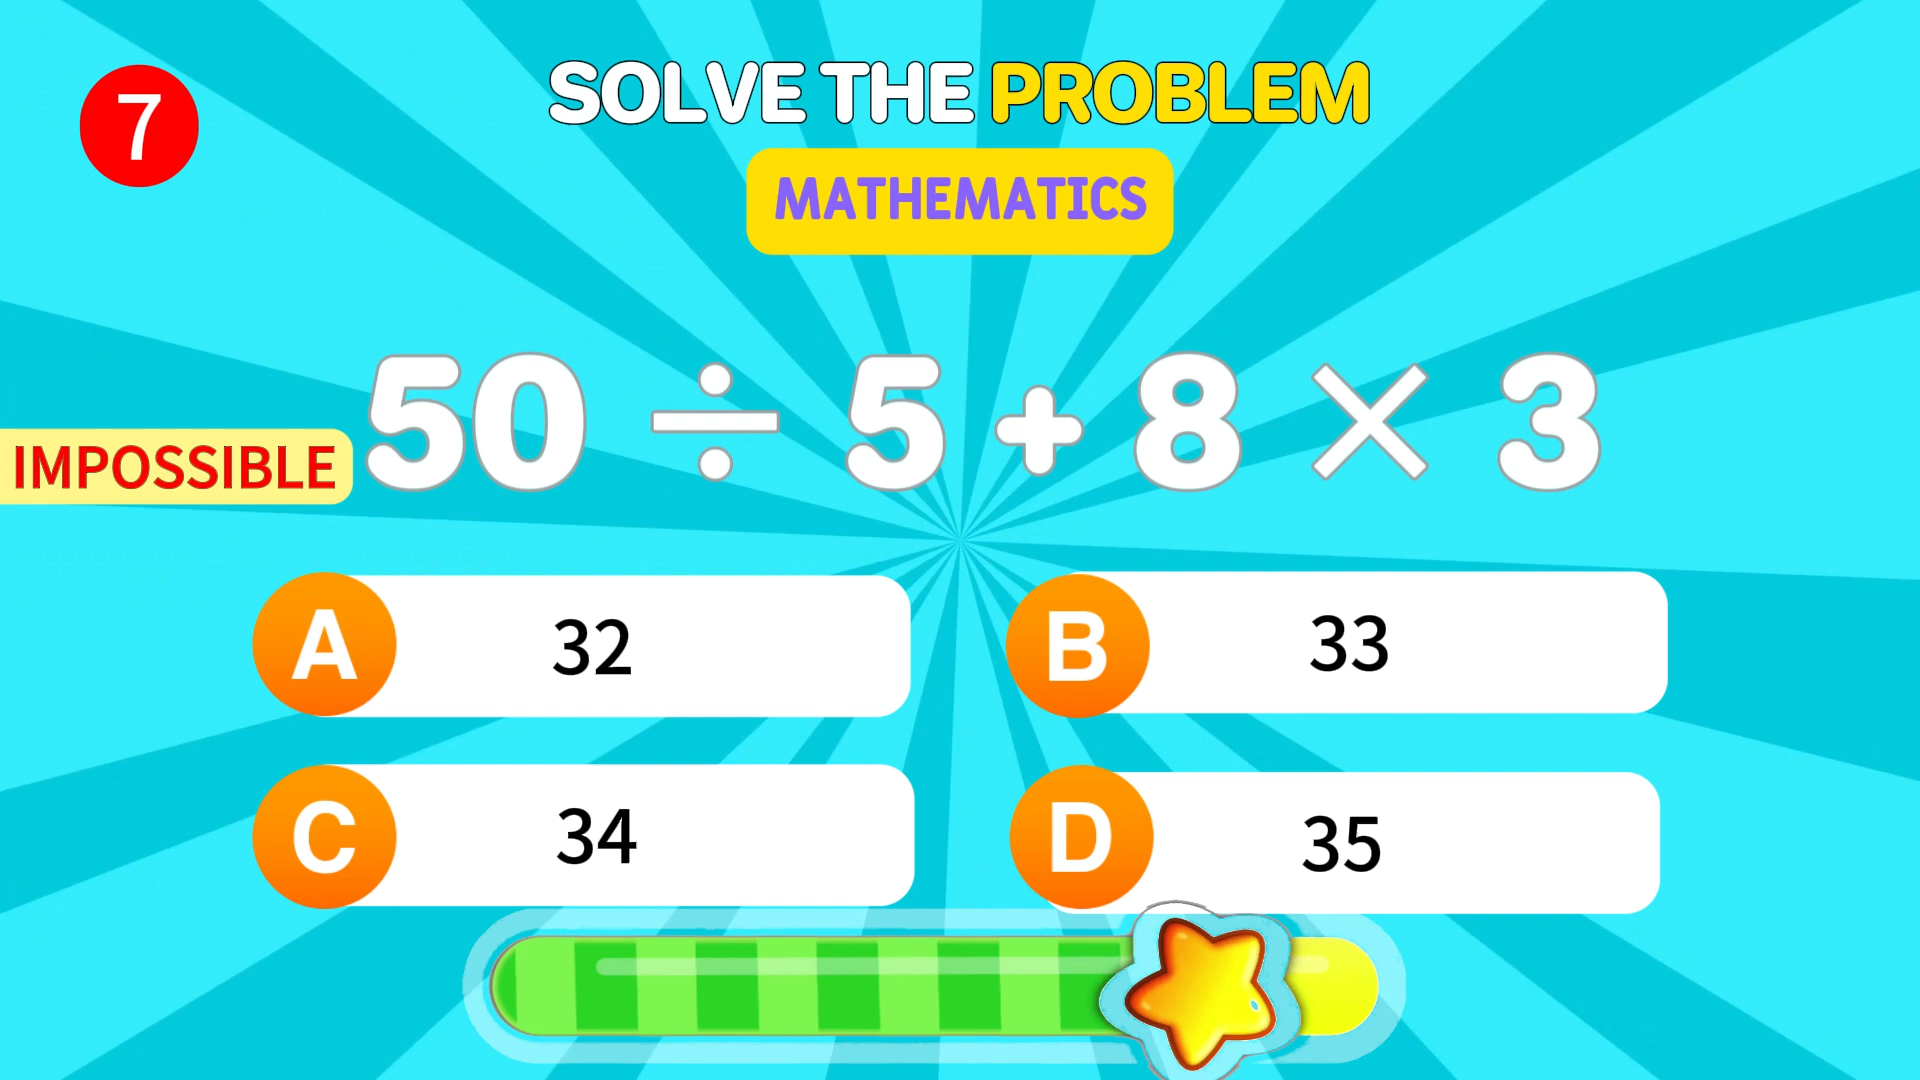 7
SOLVE THE PROBLEM
MATHEMATICS
50 ÷ 5 + 8 × 3
IMPOSSIBLE
A 32
B 33
C 34
D 35